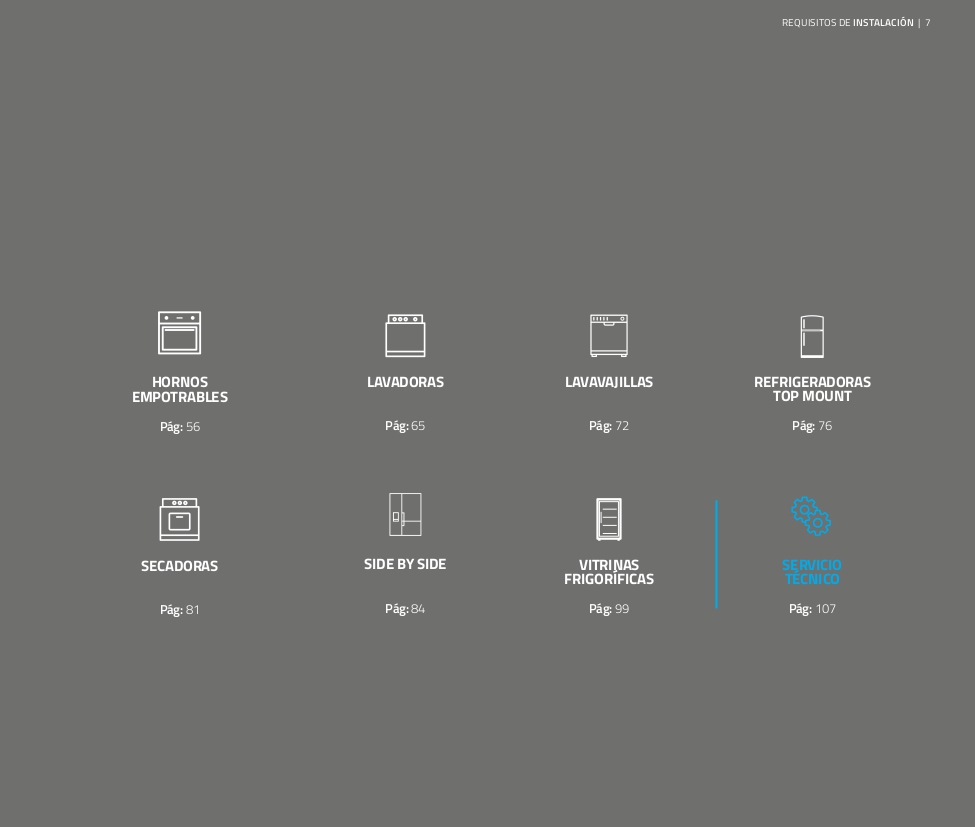 REQUISITOS DE INSTALACIÓN | 7
HORNOS
EMPOTRABLES
Pág: 56
LAVADORAS
Pág: 65
LAVAVAJILLAS
Pág: 72
REFRIGERADORAS
TOP MOUNT
Pág: 76
SECADORAS
Pág: 81
SIDE BY SIDE
Pág: 84
VITRINAS
FRIGORÍFICAS
Pág: 99
SERVICIO
TÉCNICO
Pág: 107